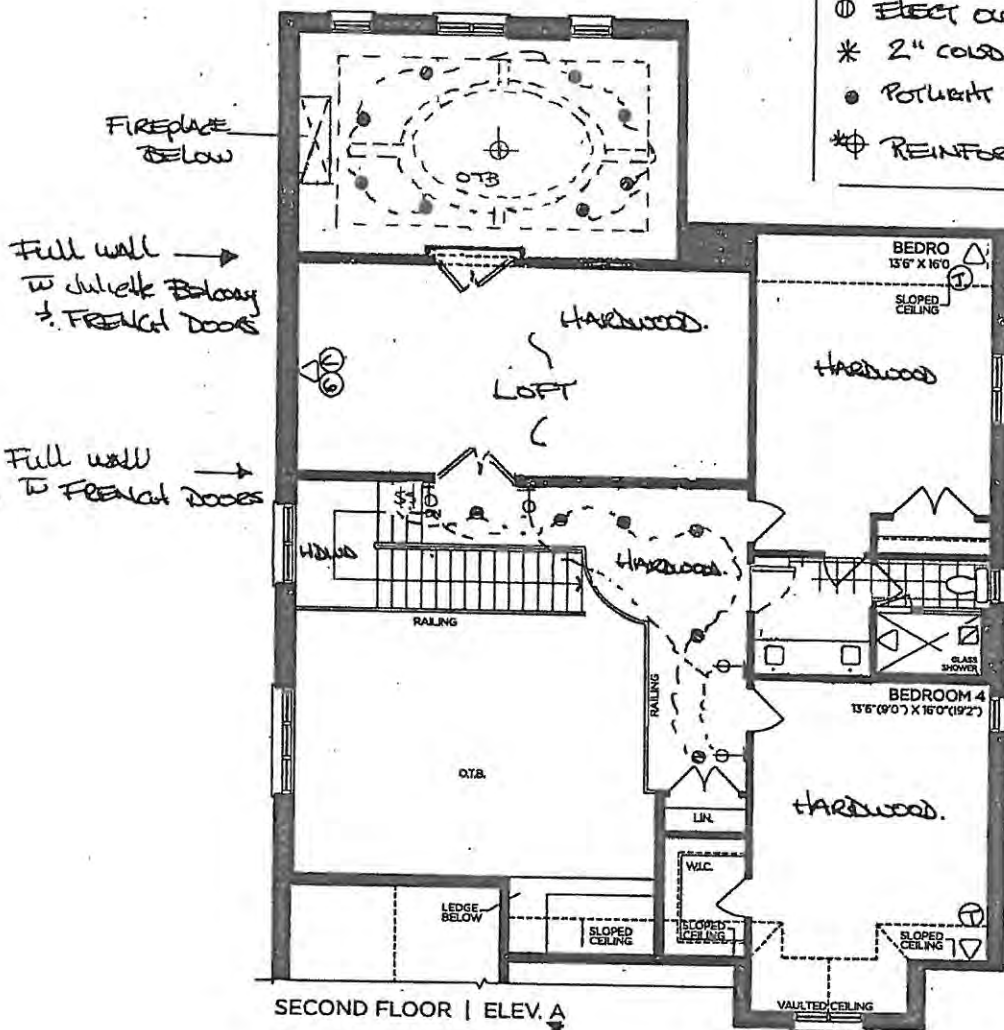 ELECT
2"
POTLIGHT
FIREPLACE
BELOW
OTB
FULL WALL
W Juliette Balcony
& FRENCH DOORS
BEDRO
13'6" X 16'0
SLOPED
CEILING
T
HARDWOOD.
HARDWOOD
LOFT
6
FULL WALL
W FRENCH DOORS
$$
HDWD
HARDWOOD.
RAILING
RAILING
GLASS
SHOWER
BEDROOM 4
13'6"(9'0") X 16'0"(19'2")
O.T.B.
HARDWOOD.
LIN.
W.I.C.
LEDGE
BELOW
SLOPED
CEILING
SLOPED
CEILING
T
SLOPED
CEILING
VAULTED CEILING
SECOND FLOOR | ELEV. A